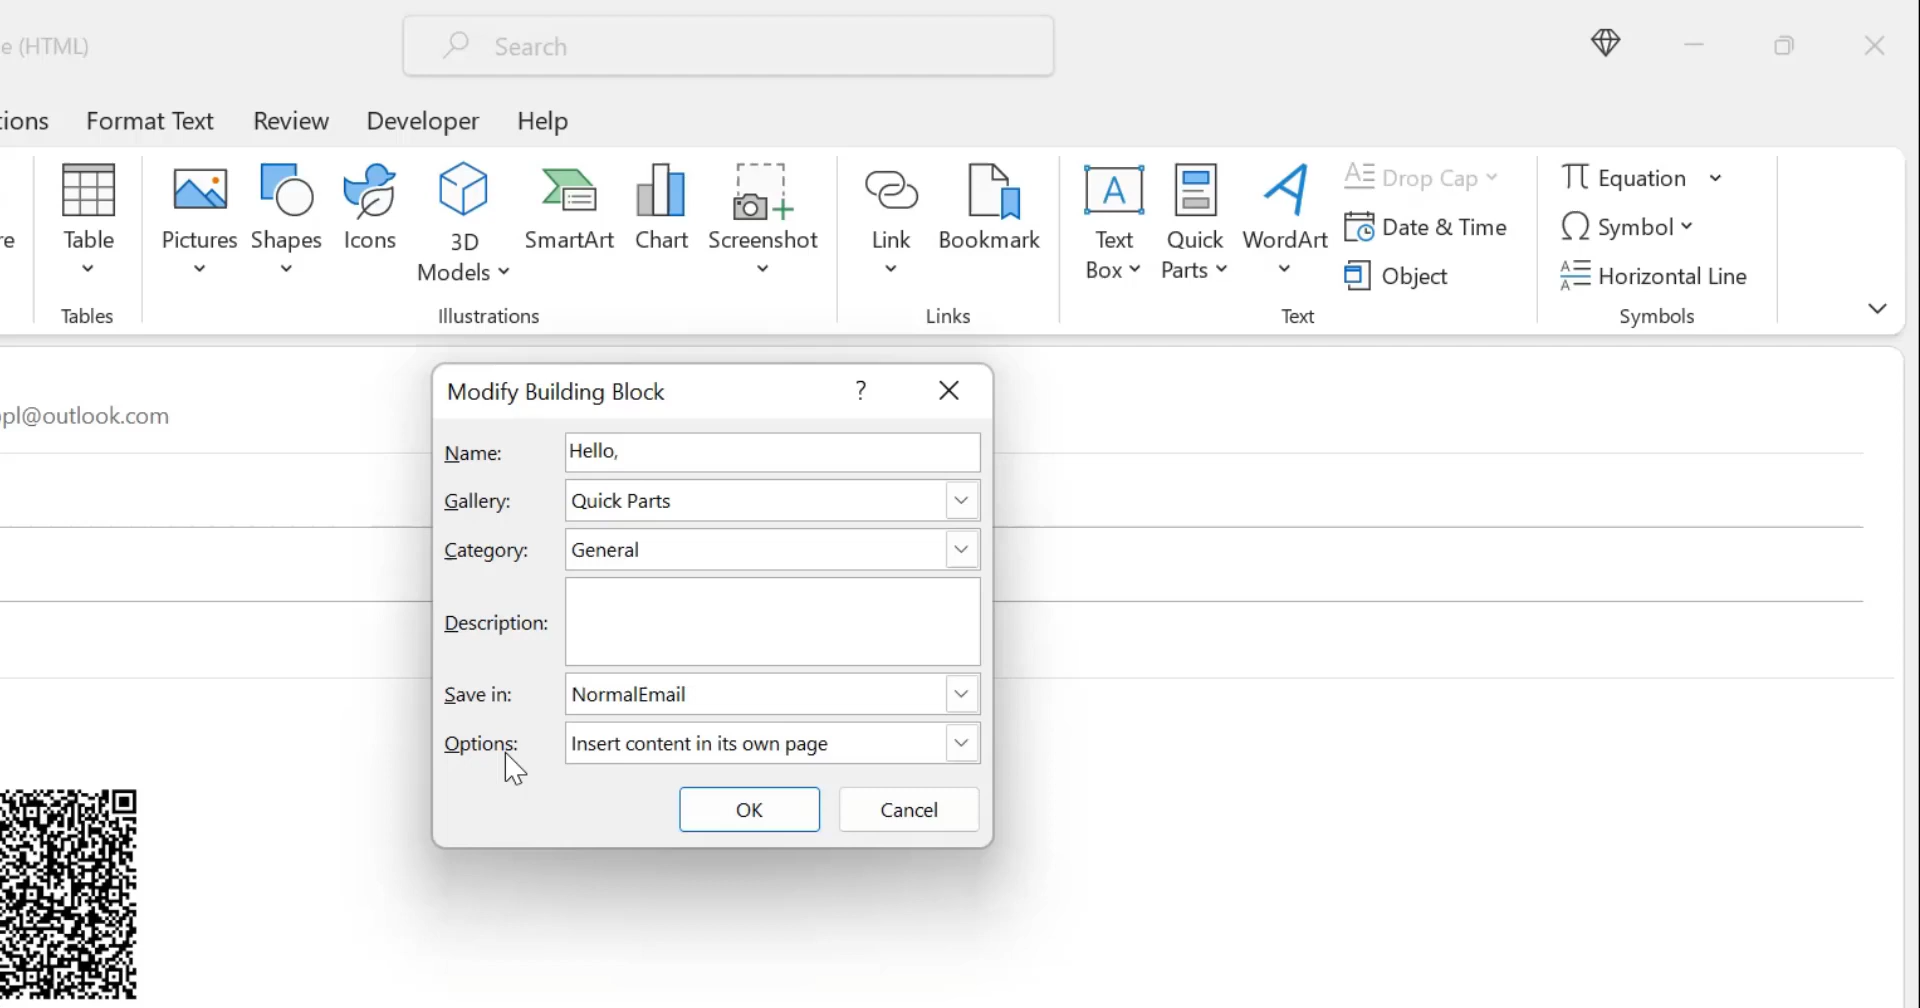 e (HTML)
Search
tions
Format Text
Review
Developer
Help
re
Table
Pictures
Shapes
Icons
3D
Models
SmartArt
Chart
Screenshot
Link
Bookmark
Text
Box
Quick
Parts
WordArt
Drop Cap
Date & Time
Object
Equation
Symbol
Horizontal Line
Tables
Illustrations
Links
Text
Symbols
Modify Building Block
?
pl@outlook.com
Name: Hello,
Gallery: Quick Parts
Category: General
Description:
Save in: NormalEmail
Options: Insert content in its own page
OK
Cancel